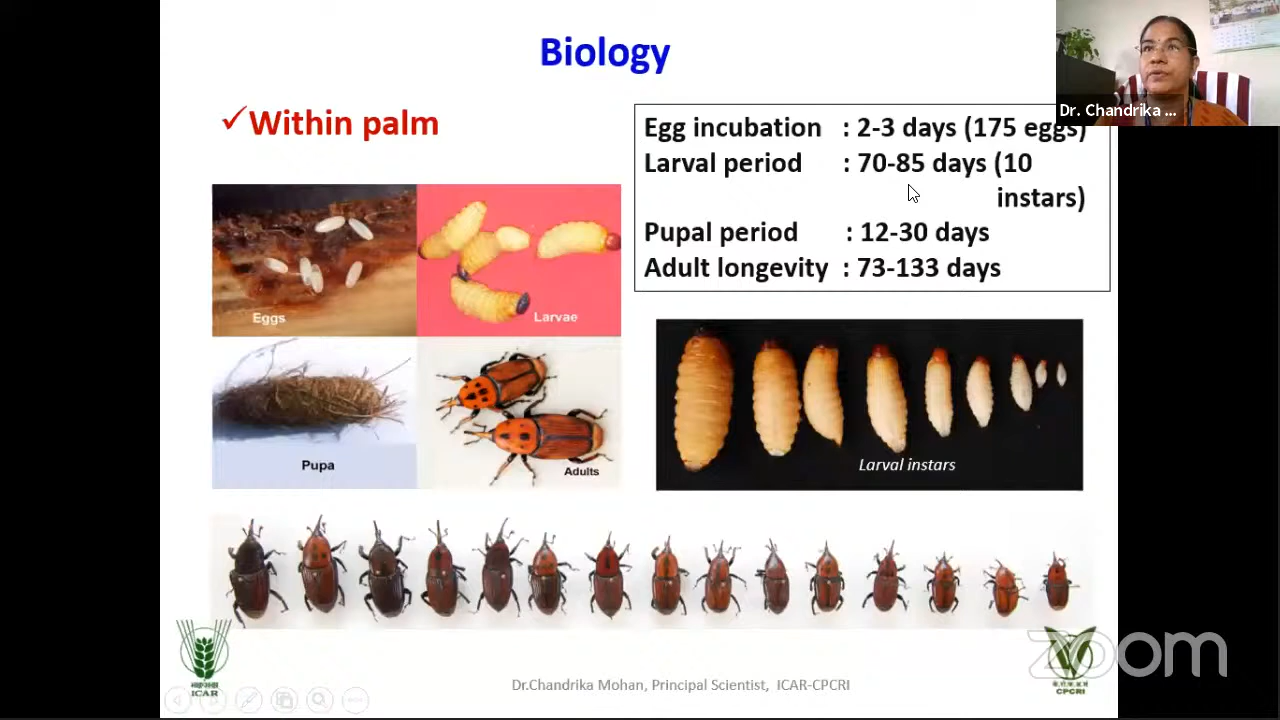 Biology
Dr. Chandrika ...
✓Within palm
Egg incubation : 2-3 days (175 eggs)
Larval period : 70-85 days (10
instars)
Pupal period : 12-30 days
Adult longevity : 73-133 days
Eggs
Larvae
Pupa
Adults
Larval instars
ICAR
Dr.Chandrika Mohan, Principal Scientist, ICAR-CPCRI
CPCRI
zoom